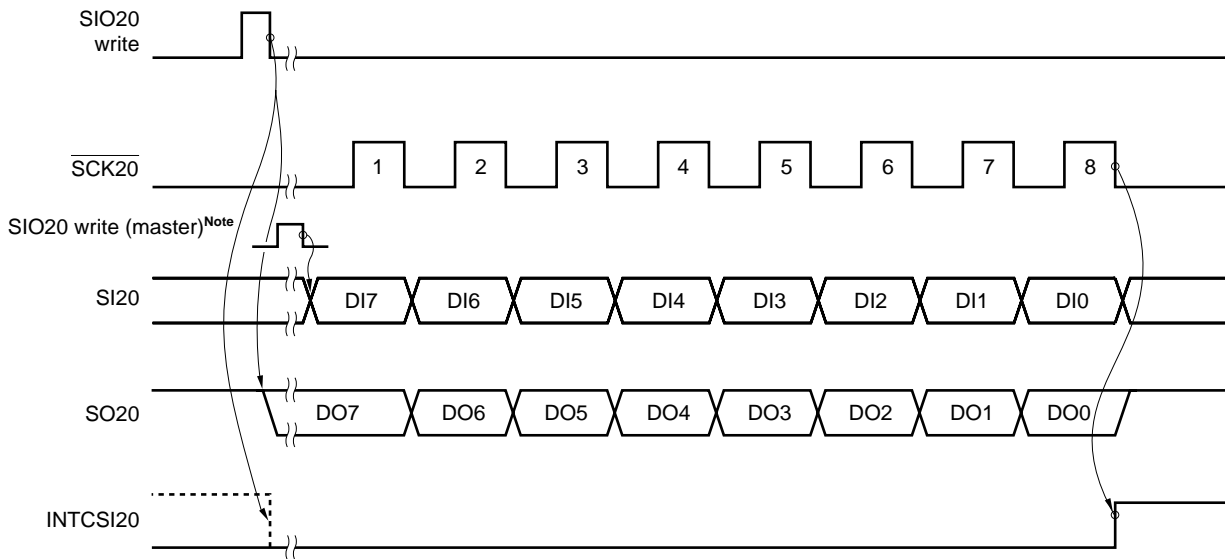 SIO20
write
SCK20
1 2 3 4 5 6 7 8
SIO20 write (master)Note
SI20
DI7 DI6 DI5 DI4 DI3 DI2 DI1 DI0
SO20
DO7 DO6 DO5 DO4 DO3 DO2 DO1 DO0
INTCSI20